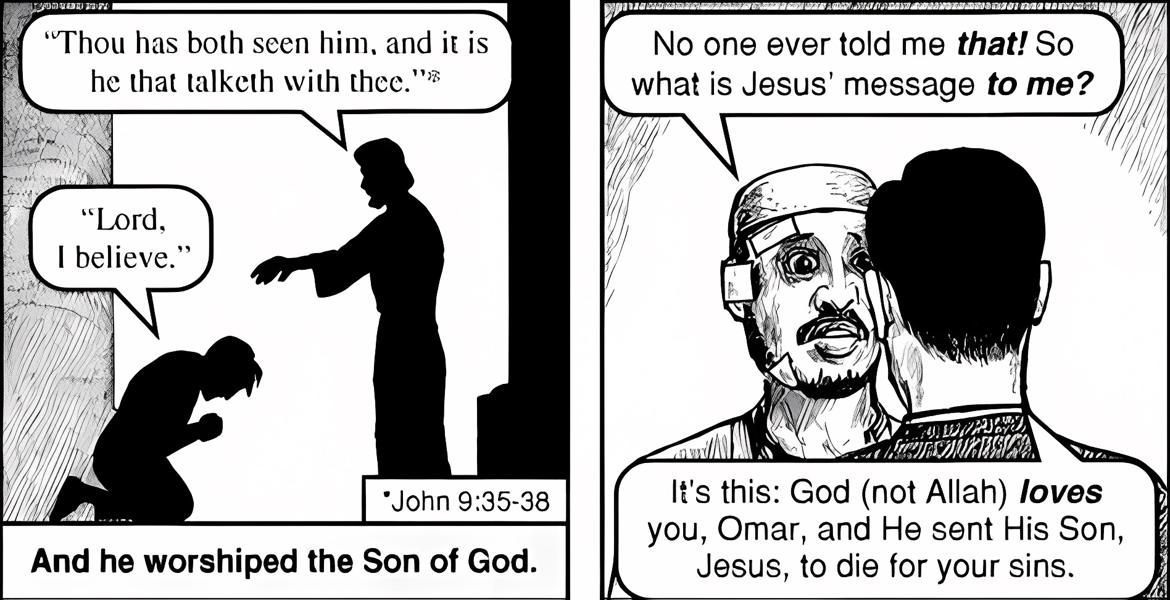 “Thou has both seen him, and it is
he that talketh with thee.”*
“Lord,
I believe.”
*John 9:35-38
And he worshiped the Son of God.
No one ever told me that! So
what is Jesus’ message to me?
It's this: God (not Allah) loves
you, Omar, and He sent His Son,
Jesus, to die for your sins.